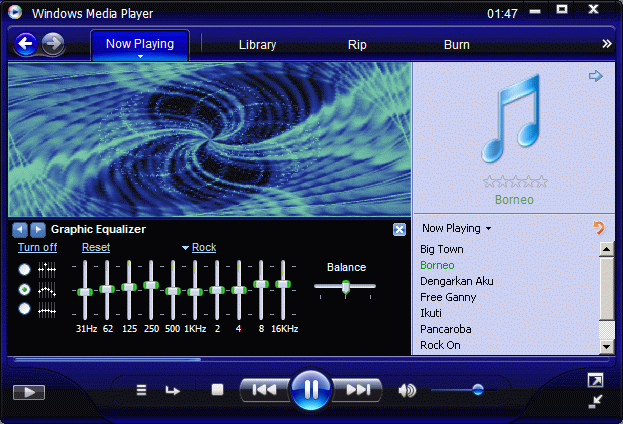 Windows Media Player 01:47
Now Playing Library Rip Burn »
Borneo
Graphic Equalizer
Turn off Reset Rock
Balance
31Hz 62 125 250 500 1KHz 2 4 8 16KHz
Now Playing
Big Town
Borneo
Dengarkan Aku
Free Ganny
Ikuti
Pancaroba
Rock On